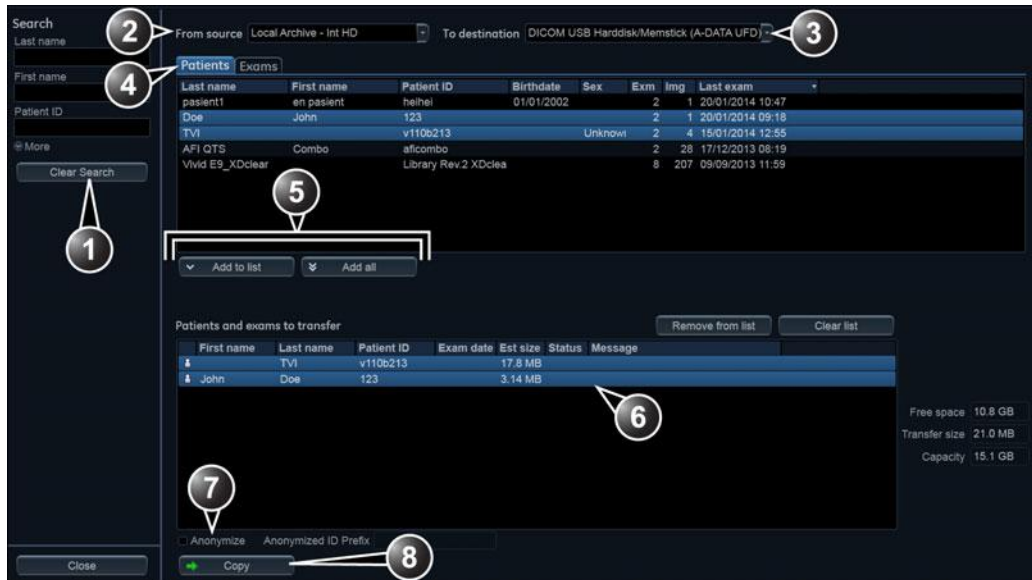 Search
Last name
First name
Patient ID
More
Clear Search
1
2
From source Local Archive - Int HD To destination DICOM USB Harddisk/Memstick (A-DATA UFD)
3
4
Patients Exams
Last name First name Patient ID Birthdate Sex Exm Img Last exam
pasient1 en pasient heihei 01/01/2002 2 1 20/01/2014 10:47
Doe John 123 2 1 20/01/2014 09:18
TVI v110b213 Unknowi 2 4 15/01/2014 12:55
AFI QTS Combo aficombo 2 28 17/12/2013 08:19
Vivid E9_XDclear Library Rev.2 XDclea 8 207 09/09/2013 11:59
5
Add to list Add all
Patients and exams to transfer Remove from list Clear list
First name Last name Patient ID Exam date Est size Status Message
TVI v110b213 17.8 MB
John Doe 123 3.14 MB
6
Free space 10.8 GB
Transfer size 21.0 MB
Capacity 15.1 GB
7
Anonymize Anonymized ID Prefix
Close Copy 8